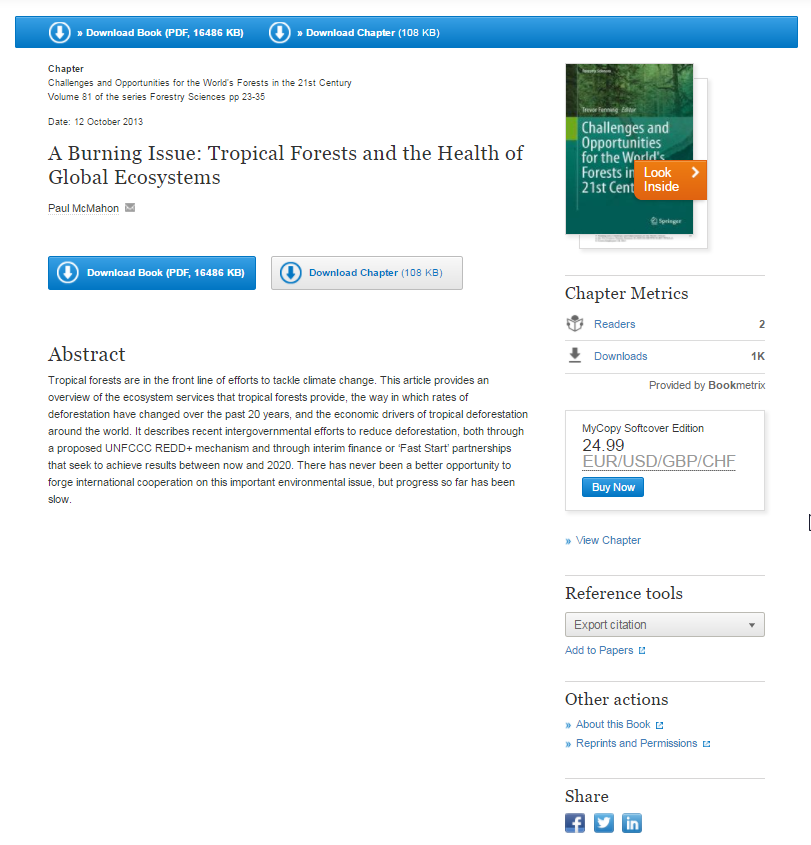 » Download Book (PDF, 16486 KB)
» Download Chapter (108 KB)
Chapter
Challenges and Opportunities for the World's Forests in the 21st Century
Volume 81 of the series Forestry Sciences pp 23-35
Date: 12 October 2013
A Burning Issue: Tropical Forests and the Health of
Global Ecosystems
Paul McMahon
Download Book (PDF, 16486 KB)
Download Chapter (108 KB)
Abstract
Tropical forests are in the front line of efforts to tackle climate change. This article provides an
overview of the ecosystem services that tropical forests provide, the way in which rates of
deforestation have changed over the past 20 years, and the economic drivers of tropical deforestation
around the world. It describes recent intergovernmental efforts to reduce deforestation, both through
a proposed UNFCCC REDD+ mechanism and through interim finance or ‘Fast Start’ partnerships
that seek to achieve results between now and 2020. There has never been a better opportunity to
forge international cooperation on this important environmental issue, but progress so far has been
slow.
Forestry Sciences
Trevor Fenning Editor
Challenges and
Opportunities
for the World's
Forests in
21st Cent
Look
Inside
Springer
Chapter Metrics
Readers 2
Downloads 1K
Provided by Bookmetrix
MyCopy Softcover Edition
24.99
EUR/USD/GBP/CHF
Buy Now
» View Chapter
Reference tools
Export citation
Add to Papers
Other actions
» About this Book
» Reprints and Permissions
Share